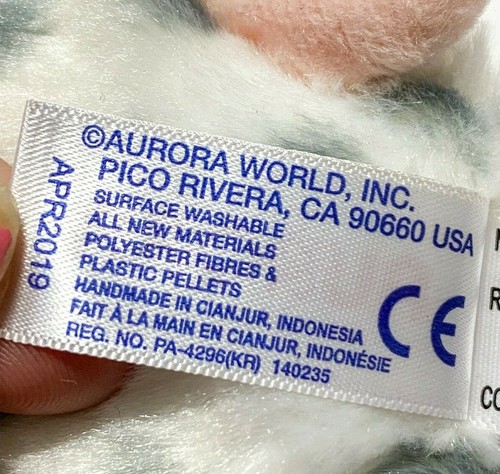 ©AURORA WORLD, INC.
PICO RIVERA, CA 90660 USA
SURFACE WASHABLE
ALL NEW MATERIALS
POLYESTER FIBRES &
PLASTIC PELLETS
HANDMADE IN CIANJUR, INDONESIA
FAIT À LA MAIN EN CIANJUR, INDONÉSIE
REG. NO. PA-4296(KR) 140235
APR2019
CE